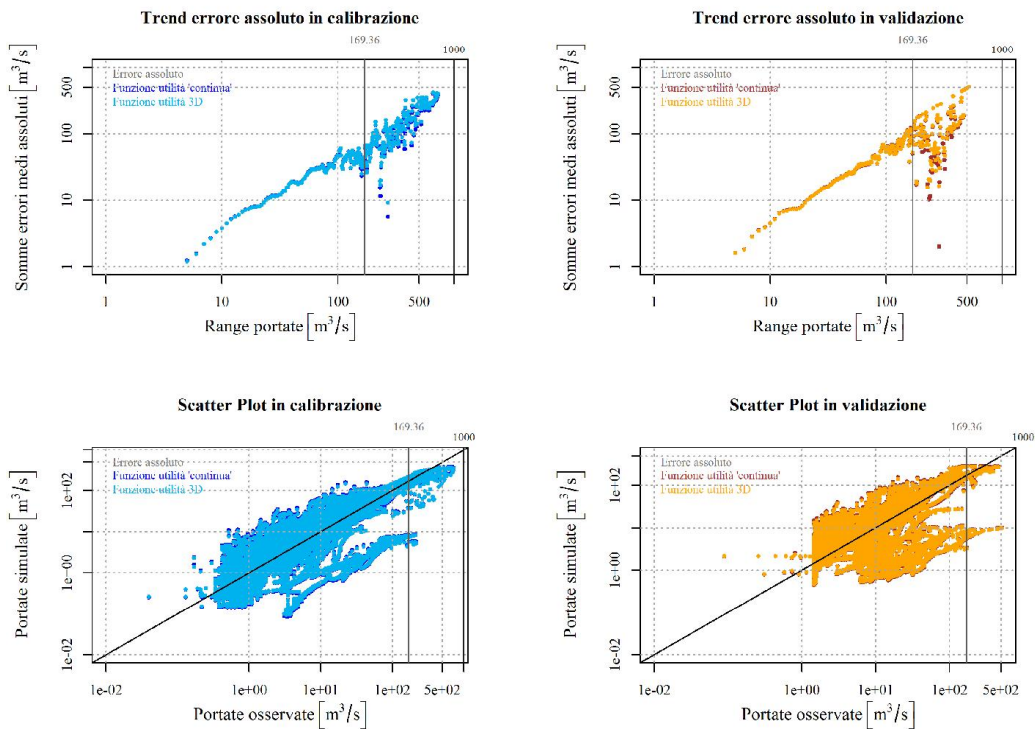 Trend errore assoluto in calibrazione
169.36
1000
Errore assoluto
Funzione utilità 'continua'
Funzione utilità 3D
Somme errori medi assoluti [m³/s]
500
100
10
1
1
10
100
500
Range portate [m³/s]
Trend errore assoluto in validazione
169.36
1000
Errore assoluto
Funzione utilità 'continua'
Funzione utilità 3D
Somme errori medi assoluti [m³/s]
500
100
10
1
1
10
100
500
Range portate [m³/s]
Scatter Plot in calibrazione
169.36
1000
Errore assoluto
Funzione utilità 'continua'
Funzione utilità 3D
Portate simulate [m³/s]
1e+02
1e+00
1e-02
1e-02
1e+00
1e+01
1e+02
5e+02
Portate osservate [m³/s]
Scatter Plot in validazione
169.36
1000
Errore assoluto
Funzione utilità 'continua'
Funzione utilità 3D
Portate simulate [m³/s]
1e+02
1e+00
1e-02
1e-02
1e+00
1e+01
1e+02
5e+02
Portate osservate [m³/s]